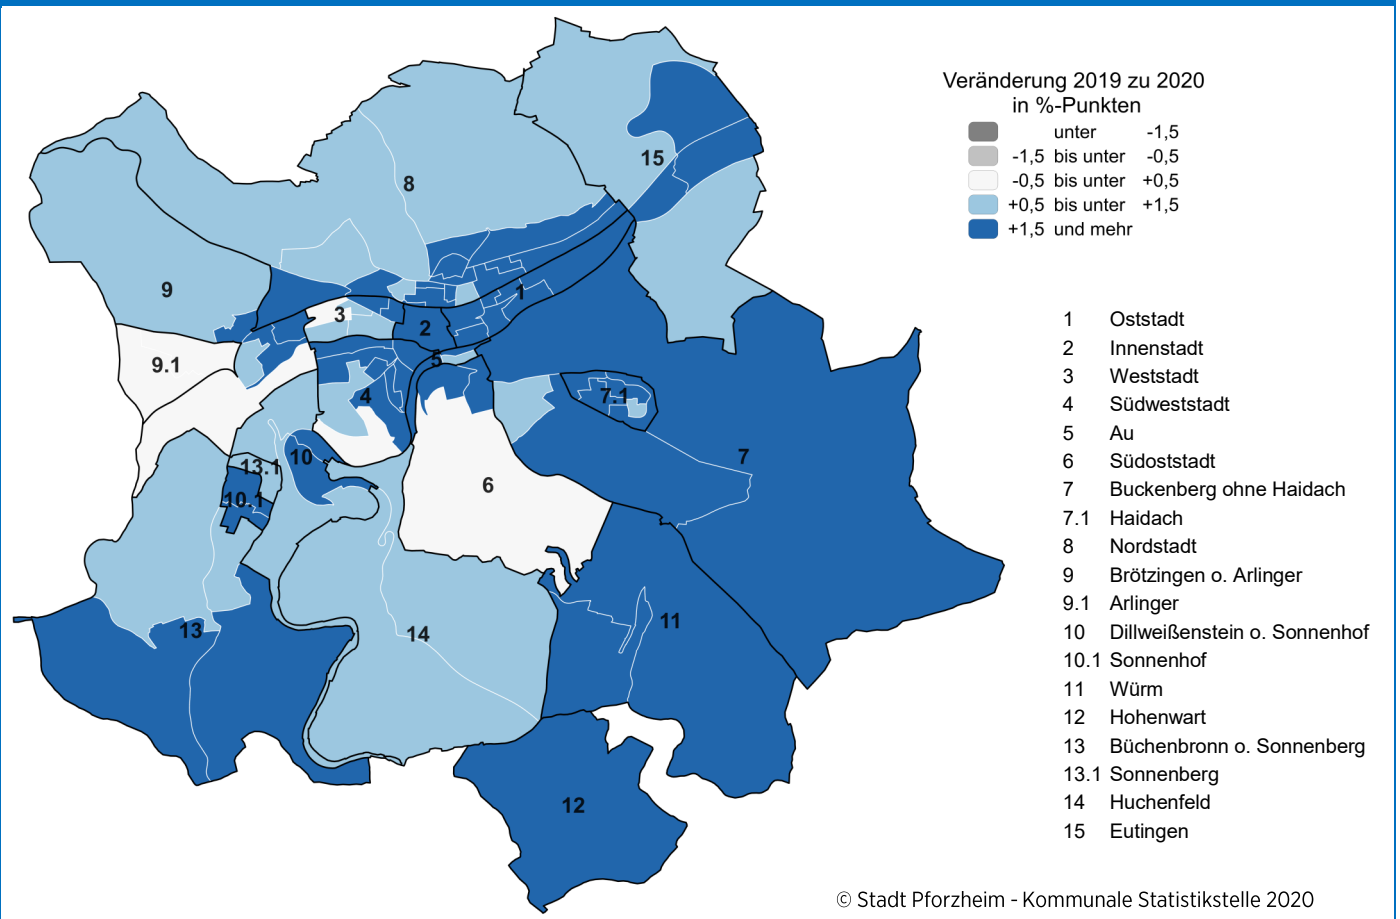 Veränderung 2019 zu 2020
in %-Punkten
unter -1,5
-1,5 bis unter -0,5
-0,5 bis unter +0,5
+0,5 bis unter +1,5
+1,5 und mehr
15
8
9
1
3
2
9.1
5
4
7.1
10
13.1
7
6
10.1
11
13
14
12
1 Oststadt
2 Innenstadt
3 Weststadt
4 Südweststadt
5 Au
6 Südoststadt
7 Buckenberg ohne Haidach
7.1 Haidach
8 Nordstadt
9 Brötzingen o. Arlinger
9.1 Arlinger
10 Dillweißenstein o. Sonnenhof
10.1 Sonnenhof
11 Würm
12 Hohenwart
13 Büchenbronn o. Sonnenberg
13.1 Sonnenberg
14 Huchenfeld
15 Eutingen
© Stadt Pforzheim - Kommunale Statistikstelle 2020